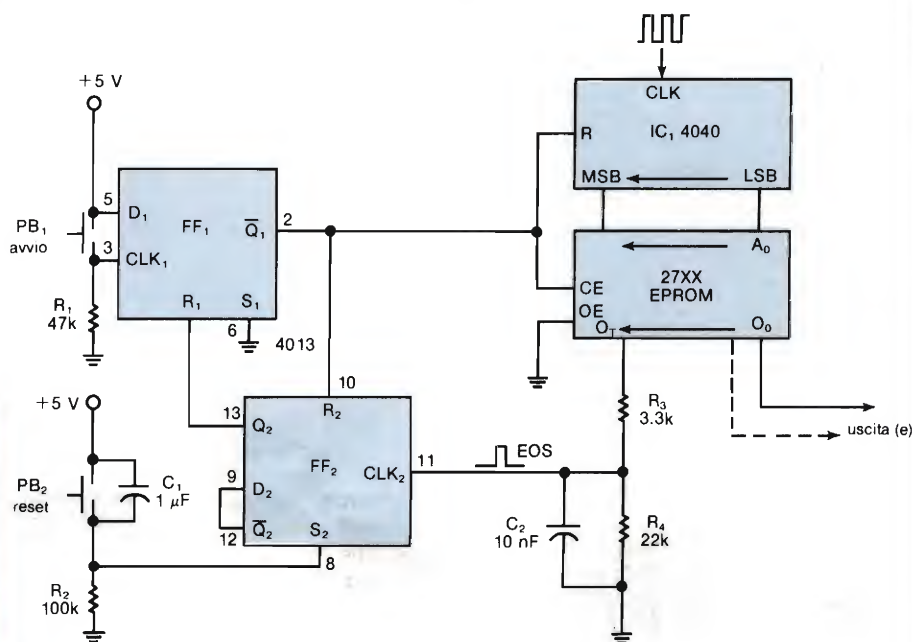 +5 V
CLK
R
IC₁ 4040
MSB
LSB
5
D₁
FF₁
Q̅₁
2
PB₁
avvio
3
CLK₁
R₁
S₁
6
4013
R₁
47k
A₀
27XX
EPROM
CE
OE
O_T
O₀
10
R₃
3.3k
uscita (e)
+5 V
13
Q₂
R₂
FF₂
CLK₂
11
EOS
PB₂
reset
C₁
1 µF
9
D₂
12
Q̅₂
S₂
8
C₂
10 nF
R₄
22k
R₂
100k